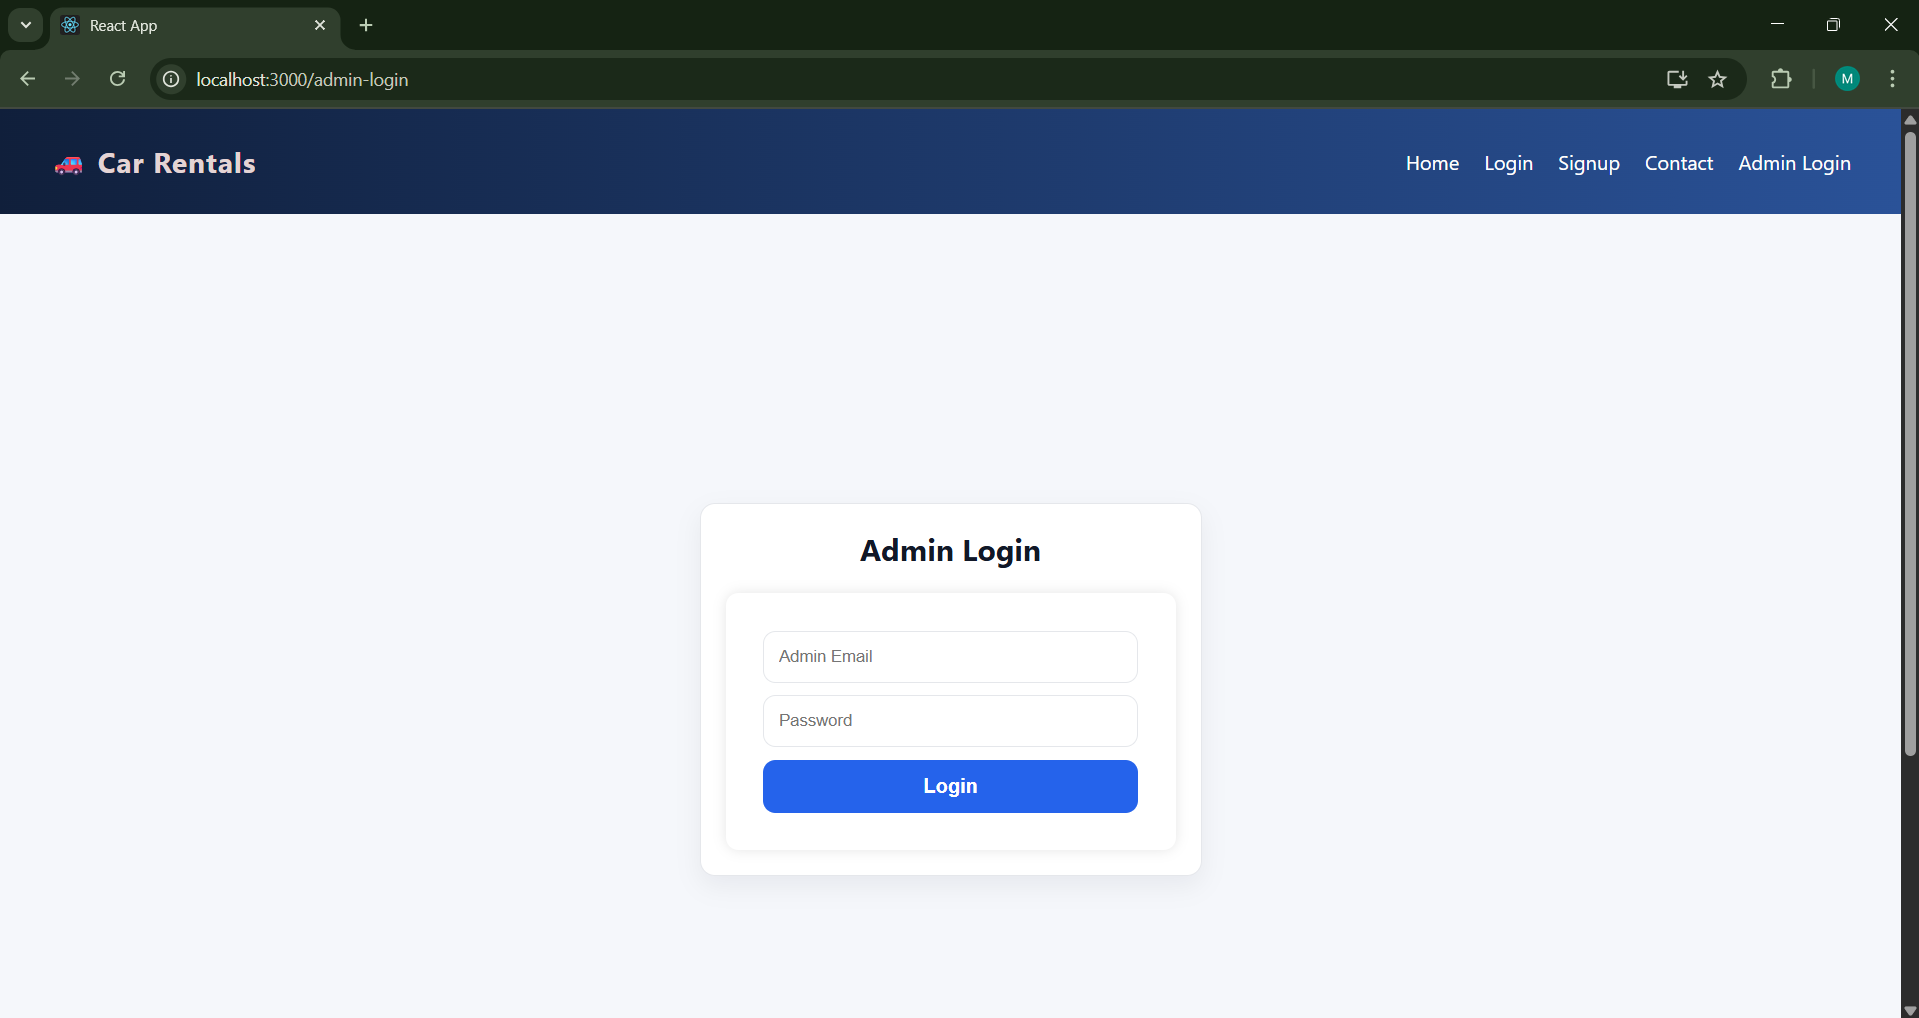 React App
localhost:3000/admin-login
M
Car Rentals
Home Login Signup Contact Admin Login
Admin Login
Admin Email
Password
Login